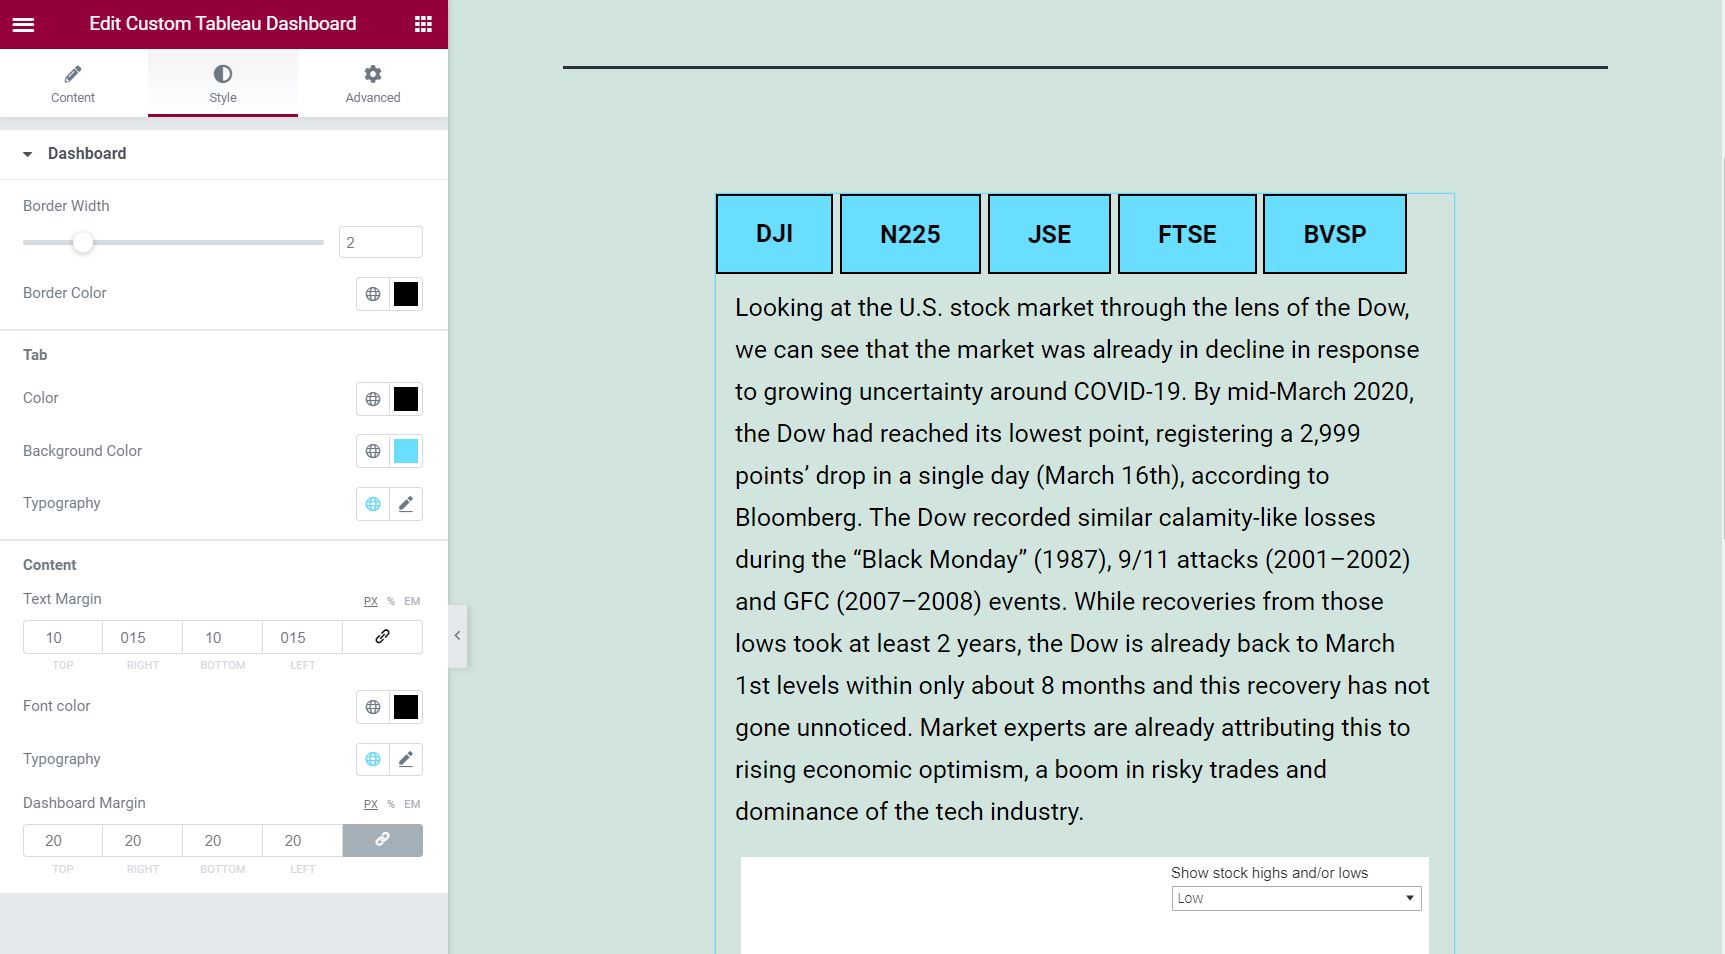 Edit Custom Tableau Dashboard
Content
Style
Advanced
Dashboard
Border Width
2
Border Color
Tab
Color
Background Color
Typography
Content
Text Margin PX % EM
10 015 10 015
TOP RIGHT BOTTOM LEFT
Font color
Typography
Dashboard Margin PX % EM
20 20 20 20
TOP RIGHT BOTTOM LEFT
DJI N225 JSE FTSE BVSP
Looking at the U.S. stock market through the lens of the Dow,
we can see that the market was already in decline in response
to growing uncertainty around COVID-19. By mid-March 2020,
the Dow had reached its lowest point, registering a 2,999
points’ drop in a single day (March 16th), according to
Bloomberg. The Dow recorded similar calamity-like losses
during the “Black Monday” (1987), 9/11 attacks (2001–2002)
and GFC (2007–2008) events. While recoveries from those
lows took at least 2 years, the Dow is already back to March
1st levels within only about 8 months and this recovery has not
gone unnoticed. Market experts are already attributing this to
rising economic optimism, a boom in risky trades and
dominance of the tech industry.
Show stock highs and/or lows
Low